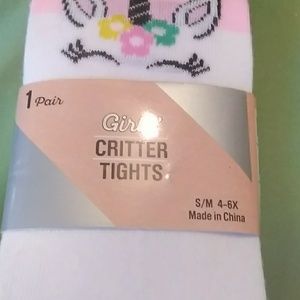 1 Pair
Girls'
CRITTER
TIGHTS
S/M 4-6X
Made in China